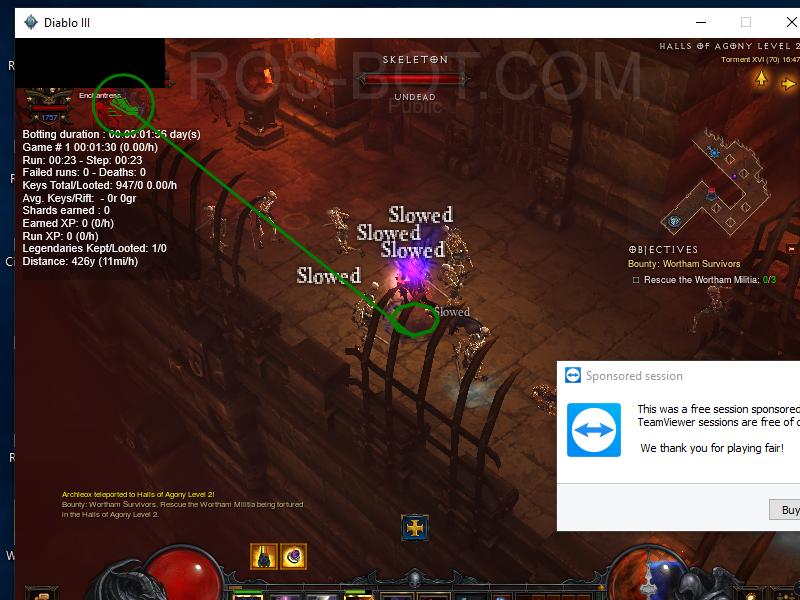 Diablo III
ROS-BOT.COM
Public
SKELETON
UNDEAD
HALLS OF AGONY LEVEL 2
Torment XVI (70) 16:47
Enchantress
1757
Botting duration : 00:00:01:56 day(s)
Game # 1 00:01:30 (0.00/h)
Run: 00:23 - Step: 00:23
Failed runs: 0 - Deaths: 0
Keys Total/Looted: 947/0 0.00/h
Avg. Keys/Rift: - 0r 0gr
Shards earned : 0
Earned XP: 0 (0/h)
Run XP: 0 (0/h)
Legendaries Kept/Looted: 1/0
Distance: 426y (11mi/h)
Slowed
Slowed
Slowed
Slowed
Slowed
OBJECTIVES
Bounty: Wortham Survivors
Rescue the Wortham Militia: 0/3
Sponsored session
This was a free session sponsored
TeamViewer sessions are free of c
We thank you for playing fair!
Buy
Archleox teleported to Halls of Agony Level 2!
Bounty: Wortham Survivors, Rescue the Wortham Militia being tortured
in the Halls of Agony Level 2.